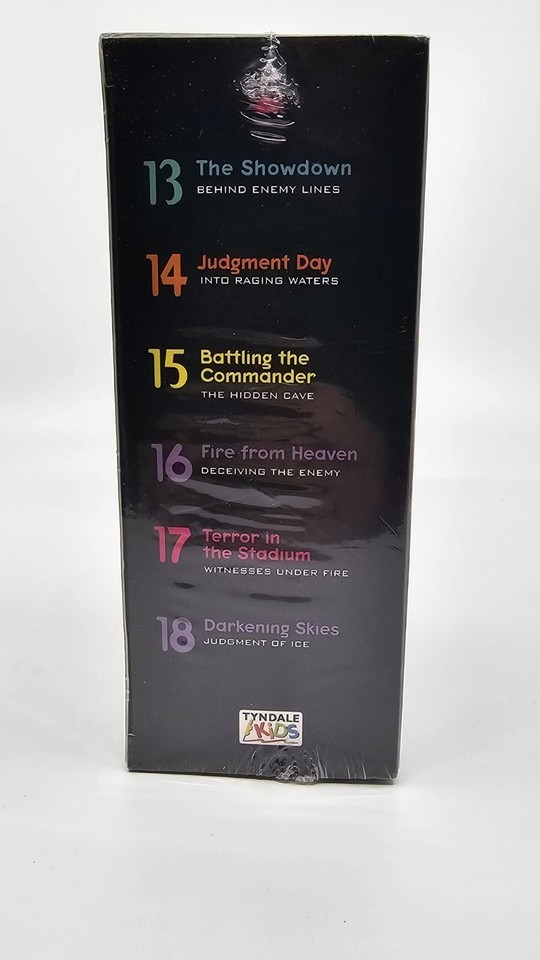 13 The Showdown
BEHIND ENEMY LINES
14 Judgment Day
INTO RAGING WATERS
15 Battling the
Commander
THE HIDDEN CAVE
16 Fire from Heaven
DECEIVING THE ENEMY
17 Terror in
the Stadium
WITNESSES UNDER FIRE
18 Darkening Skies
JUDGMENT OF ICE
TYNDALE
KiDS